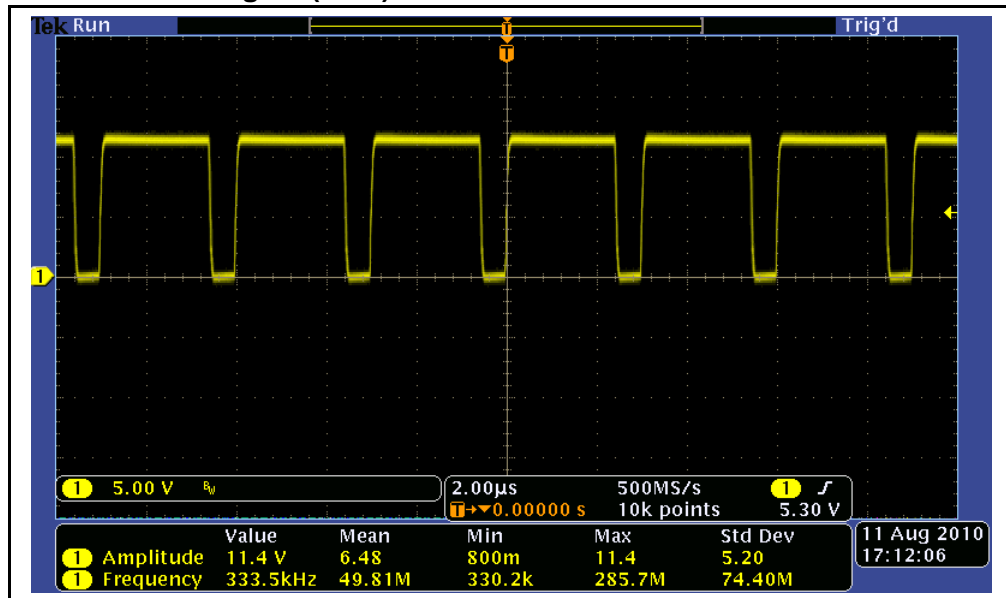 Tek Run Trig'd
T
T
1
1 5.00 V BW
2.00µs 500MS/s 1
T→▼0.00000 s 10k points 5.30 V
Value Mean Min Max Std Dev
1 Amplitude 11.4 V 6.48 800m 11.4 5.20
1 Frequency 333.5kHz 49.81M 330.2k 285.7M 74.40M
11 Aug 2010
17:12:06